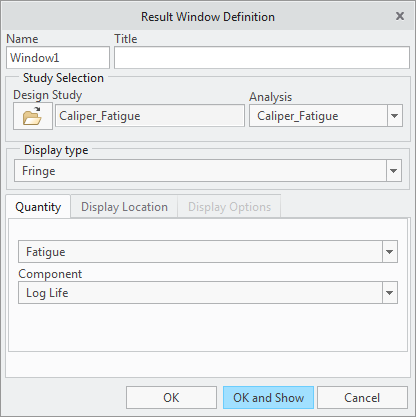 Result Window Definition
Name Title
Window1
Study Selection
Design Study Analysis
Caliper_Fatigue Caliper_Fatigue
Display type
Fringe
Quantity Display Location Display Options
Fatigue
Component
Log Life
OK OK and Show Cancel